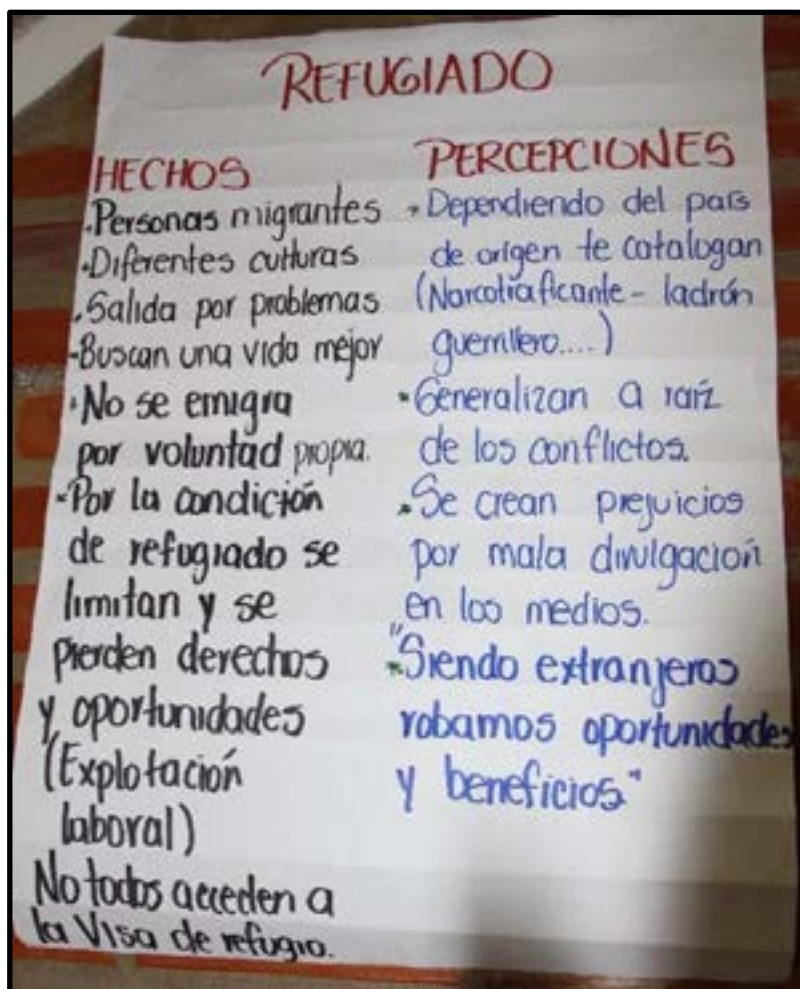 REFUGIADO
HECHOS
.Personas migrantes
.Diferentes culturas
.Salida por problemas
-Buscan una vida mejor
.No se emigra
por voluntad propia.
-Por la condición
de refugiado se
limitan y se
pierden derechos
y oportunidades
(Explotación
laboral)
No todos acceden a
la Visa de refugio.
PERCEPCIONES
.Dependiendo del país
de origen te catalogan
(Narcotraficante - ladrón
guerrillero....)
.Generalizan a raíz
de los conflictos.
.Se crean prejuicios
por mala divulgación
en los medios.
."Siendo extranjeros
robamos oportunidades
y beneficios."